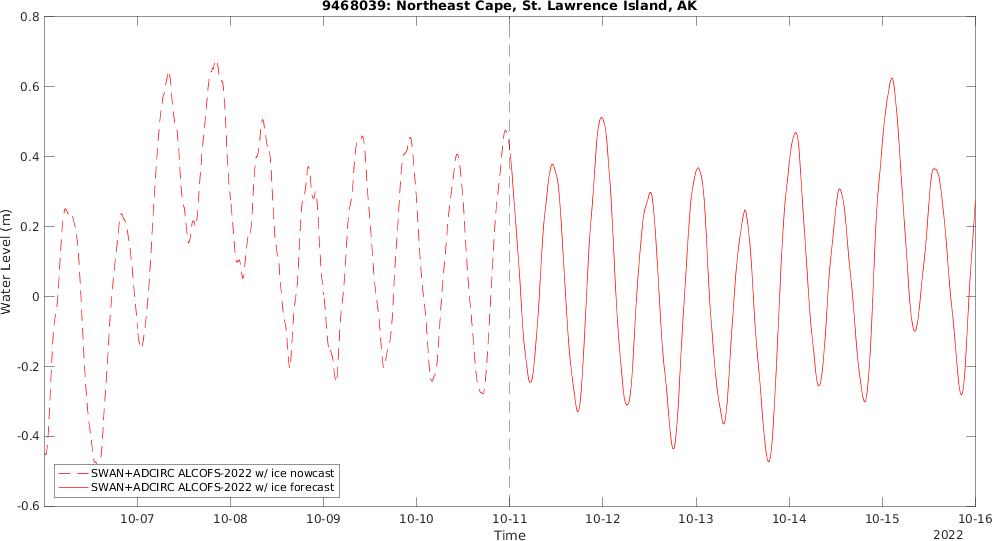 9468039: Northeast Cape, St. Lawrence Island, AK
0.8
0.6
0.4
0.2
0
-0.2
-0.4
-0.6
Water Level (m)
SWAN+ADCIRC ALCOFS-2022 w/ ice nowcast
SWAN+ADCIRC ALCOFS-2022 w/ ice forecast
10-07 10-08 10-09 10-10 10-11 10-12 10-13 10-14 10-15 10-16
Time
2022